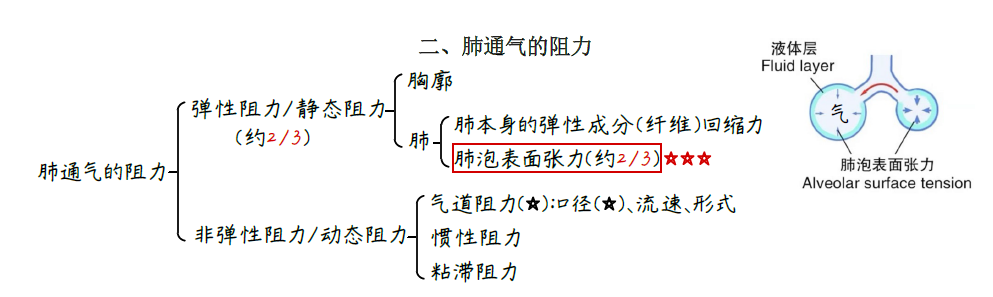 二、肺通气的阻力
肺通气的阻力
弹性阻力/静态阻力
(约2/3)
胸廓
肺
肺本身的弹性成分(纤维)回缩力
肺泡表面张力(约2/3)☆☆☆
非弹性阻力/动态阻力
气道阻力(★):口径(★)、流速、形式
惯性阻力
粘滞阻力
液体层
Fluid layer
气
肺泡表面张力
Alveolar surface tension